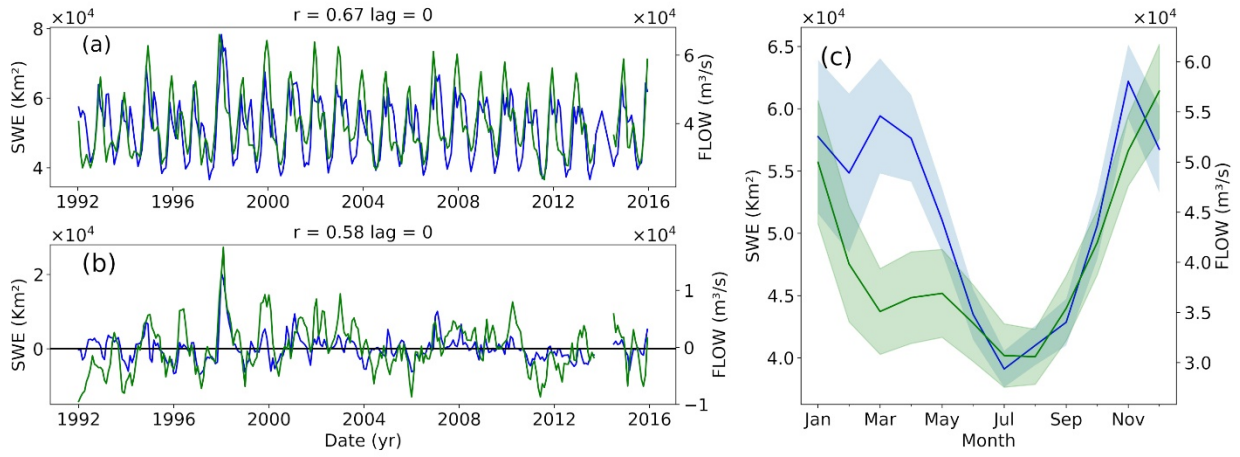 ×10⁴ r = 0.67 lag = 0 ×10⁴
(a)
SWE (Km²)
8
6
4
FLOW (m³/s)
6
4
1992 1996 2000 2004 2008 2012 2016
×10⁴ r = 0.58 lag = 0 ×10⁴
(b)
SWE (Km²)
2
0
FLOW (m³/s)
1
0
−1
1992 1996 2000 2004 2008 2012 2016
Date (yr)
×10⁴ ×10⁴
(c)
SWE (Km²)
6.5
6.0
5.5
5.0
4.5
4.0
FLOW (m³/s)
6.0
5.5
5.0
4.5
4.0
3.5
3.0
Jan Mar May Jul Sep Nov
Month